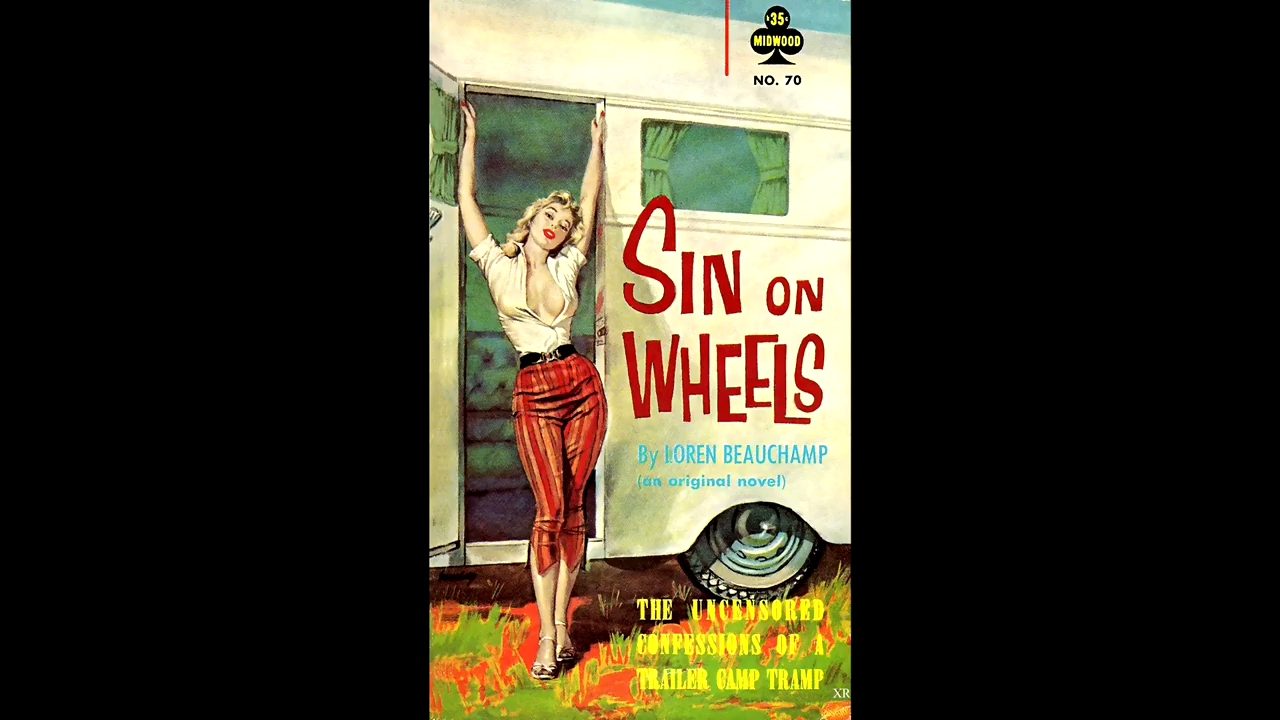 35c
MIDWOOD
NO. 70
SIN ON
WHEELS
By LOREN BEAUCHAMP
(an original novel)
THE UNCENSORED
CONFESSIONS OF A
TRAILER CAMP TRAMP
XR